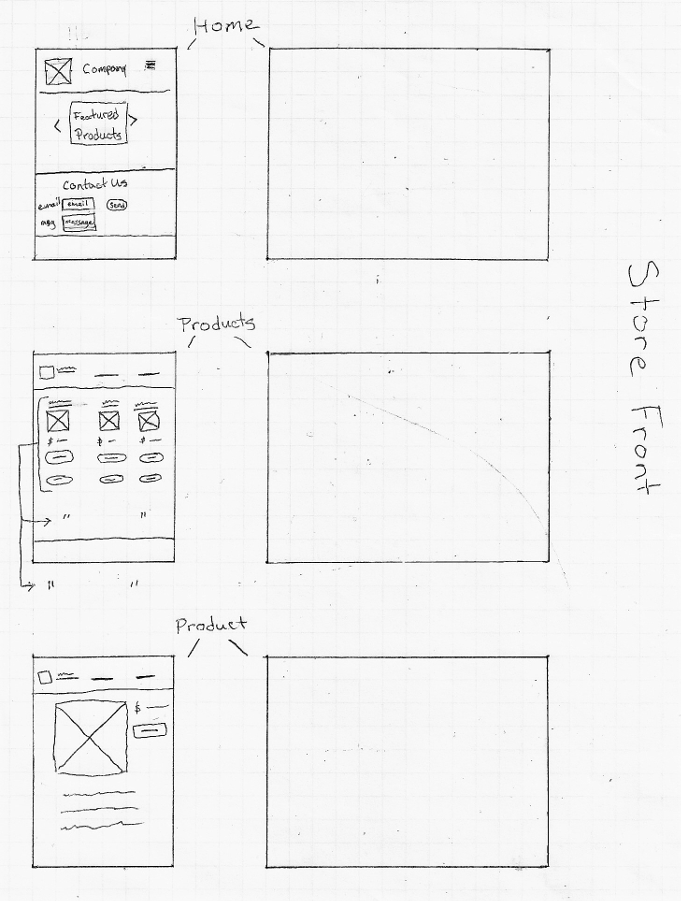 Home
Company
Featured
Products
< >
Contact Us
email email Send
msg message
Products
$ $ $
" "
" "
Product
$
Store Front